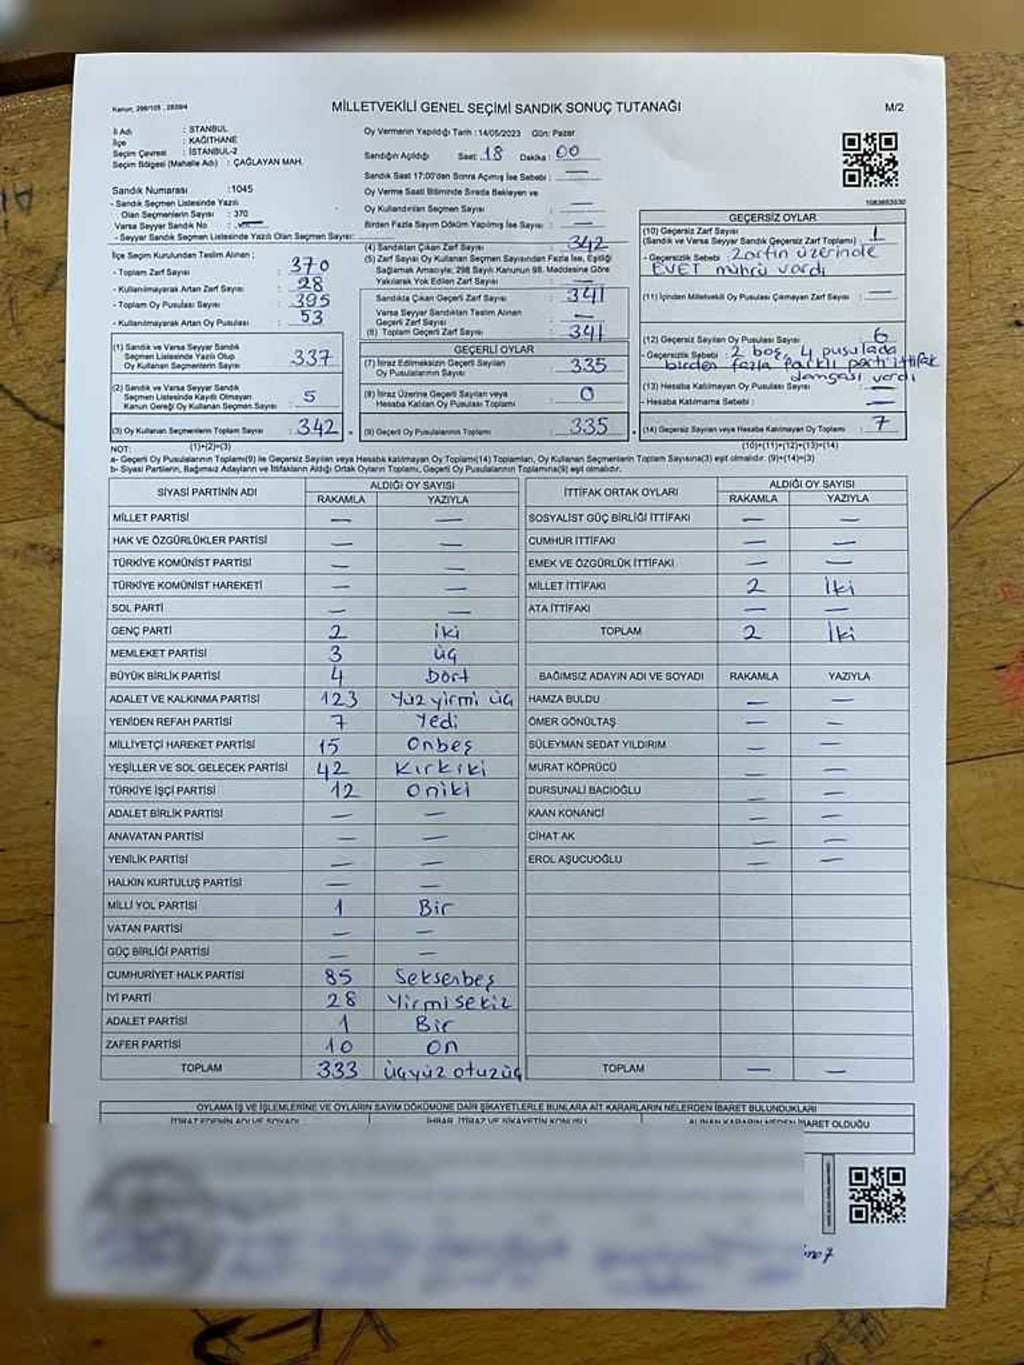 Kanun, 298/105 , 2839/4
MİLLETVEKİLİ GENEL SEÇİMİ SANDIK SONUÇ TUTANAĞI
M/2
İl Adı : İSTANBUL
İlçe : KAĞITHANE
Seçim Çevresi : İSTANBUL-2
Seçim Bölgesi (Mahalle Adı) : ÇAĞLAYAN MAH.
Sandık Numarası :1045
- Sandık Seçmen Listesinde Yazılı
Olan Seçmenlerin Sayısı : 370
Varsa Seyyar Sandık No :
- Seyyar Sandık Seçmen Listesinde Yazılı Olan Seçmen Sayısı:
Oy Vermenin Yapıldığı Tarih :14/05/2023 Gün: Pazar
Sandığın Açıldığı Saat: 18 Dakika : 00
Sandık Saat 17:00'den Sonra Açımış İse Sebebi : —
Oy Verme Saati Bitiminde Sırada Bekleyen ve
Oy Kullandırılan Seçmen Sayısı : —
Birden Fazla Sayım Döküm Yapılmış İse Sayısı : —
1083853530
İlçe Seçim Kurulundan Teslim Alınan ;
- Toplam Zarf Sayısı : 370
- Kullanılmayarak Artan Zarf Sayısı : 28
- Toplam Oy Pusulası Sayısı : 395
- Kullanılmayarak Artan Oy Pusulası : 53
(1) Sandık ve Varsa Seyyar Sandık
Seçmen Listesinde Yazılı Olup
Oy Kullanan Seçmenlerin Sayısı : 337
(2) Sandık ve Varsa Seyyar Sandık
Seçmen Listesinde Kayıtlı Olmayan
Kanun Gereği Oy Kullanan Seçmen Sayısı : 5
(3) Oy Kullanan Seçmenlerin Toplam Sayısı : 342
(4) Sandıktan Çıkan Zarf Sayısı : 342
(5) Zarf Sayısı Oy Kullanan Seçmen Sayısından Fazla İse, Eşitliği
Sağlamak Amacıyla; 298 Sayılı Kanunun 98. Maddesine Göre
Yakılarak Yok Edilen Zarf Sayısı : —
Sandıkta Çıkan Geçerli Zarf Sayısı : 341
Varsa Seyyar Sandıktan Teslim Alınan
Geçerli Zarf Sayısı : —
(6) Toplam Geçerli Zarf Sayısı : 341
GEÇERLİ OYLAR
(7) İtiraz Edilmeksizin Geçerli Sayılan
Oy Pusulalarının Sayısı : 335
(8) İtiraz Üzerine Geçerli Sayılan veya
Hesaba Katılan Oy Pusulası Toplamı : 0
(9) Geçerli Oy Pusulalarının Toplamı : 335
GEÇERSİZ OYLAR
(10) Geçersiz Zarf Sayısı
(Sandık ve Varsa Seyyar Sandık Geçersiz Zarf Toplamı) : 1
- Geçersizlik Sebebi : Zarfın üzerinde
EVET mührü vardı
(11) İçinden Milletvekili Oy Pusulası Çıkmayan Zarf Sayısı : —
(12) Geçersiz Sayılan Oy Pusulası Sayısı : 6
- Geçersizlik Sebebi : 2 boş, 4 pusulada
birden fazla farklı parti ittifak
damgası vardı
(13) Hesaba Katılmayan Oy Pusulası Sayısı : —
- Hesaba Katılmama Sebebi : —
(14) Geçersiz Sayılan veya Hesaba Katılmayan Oy Toplamı : 7
NOT: (1)+(2)=(3) (10)+(11)+(12)+(13)=(14)
a- Geçerli Oy Pusulalarının Toplamı(9) ile Geçersiz Sayılan veya Hesaba katılmayan Oy Toplamı(14) Toplamları, Oy Kullanan Seçmenlerin Toplam Sayısına(3) eşit olmalıdır. (9)+(14)=(3)
b- Siyasi Partilerin, Bağımsız Adayların ve İttifakların Aldığı Ortak Oyların Toplamı, Geçerli Oy Pusulalarının Toplamına(9) eşit olmalıdır.
SİYASİ PARTİNİN ADI ALDIĞI OY SAYISI
RAKAMLA YAZIYLA
MİLLET PARTİSİ — —
HAK VE ÖZGÜRLÜKLER PARTİSİ — —
TÜRKİYE KOMÜNİST PARTİSİ — —
TÜRKİYE KOMÜNİST HAREKETİ — —
SOL PARTİ — —
GENÇ PARTİ 2 iki
MEMLEKET PARTİSİ 3 üç
BÜYÜK BİRLİK PARTİSİ 4 Dört
ADALET VE KALKINMA PARTİSİ 123 Yüz yirmi üç
YENİDEN REFAH PARTİSİ 7 Yedi
MİLLİYETÇİ HAREKET PARTİSİ 15 Onbeş
YEŞİLLER VE SOL GELECEK PARTİSİ 42 Kırkiki
TÜRKİYE İŞÇİ PARTİSİ 12 Oniki
ADALET BİRLİK PARTİSİ — —
ANAVATAN PARTİSİ — —
YENİLİK PARTİSİ — —
HALKIN KURTULUŞ PARTİSİ — —
MİLLİ YOL PARTİSİ 1 Bir
VATAN PARTİSİ — —
GÜÇ BİRLİĞİ PARTİSİ — —
CUMHURİYET HALK PARTİSİ 85 Seksenbeş
İYİ PARTİ 28 Yirmisekiz
ADALET PARTİSİ 1 Bir
ZAFER PARTİSİ 10 On
TOPLAM 333 üçyüz otuzüç
İTTİFAK ORTAK OYLARI ALDIĞI OY SAYISI
RAKAMLA YAZIYLA
SOSYALİST GÜÇ BİRLİĞİ İTTİFAKI — —
CUMHUR İTTİFAKI — —
EMEK VE ÖZGÜRLÜK İTTİFAKI — —
MİLLET İTTİFAKI 2 İki
ATA İTTİFAKI — —
TOPLAM 2 İki
BAĞIMSIZ ADAYIN ADI VE SOYADI RAKAMLA YAZIYLA
HAMZA BULDU — —
ÖMER GÖNÜLTAŞ — —
SÜLEYMAN SEDAT YILDIRIM — —
MURAT KÖPRÜCÜ — —
DURSUNALİ BACIOĞLU — —
KAAN KONANCİ — —
CİHAT AK — —
EROL AŞUCUOĞLU — —
TOPLAM — —
OYLAMA İŞ VE İŞLEMLERİNE VE OYLARIN SAYIM DÖKÜMÜNE DAİR ŞİKAYETLERLE BUNLARA AİT KARARLARIN NELERDEN İBARET BULUNDUKLARI
İTİRAZ EDENİN ADI VE SOYADI İHBAR, İTİRAZ VE ŞİKAYETİN KONUSU ALINAN KARARIN NEDEN İBARET OLDUĞU